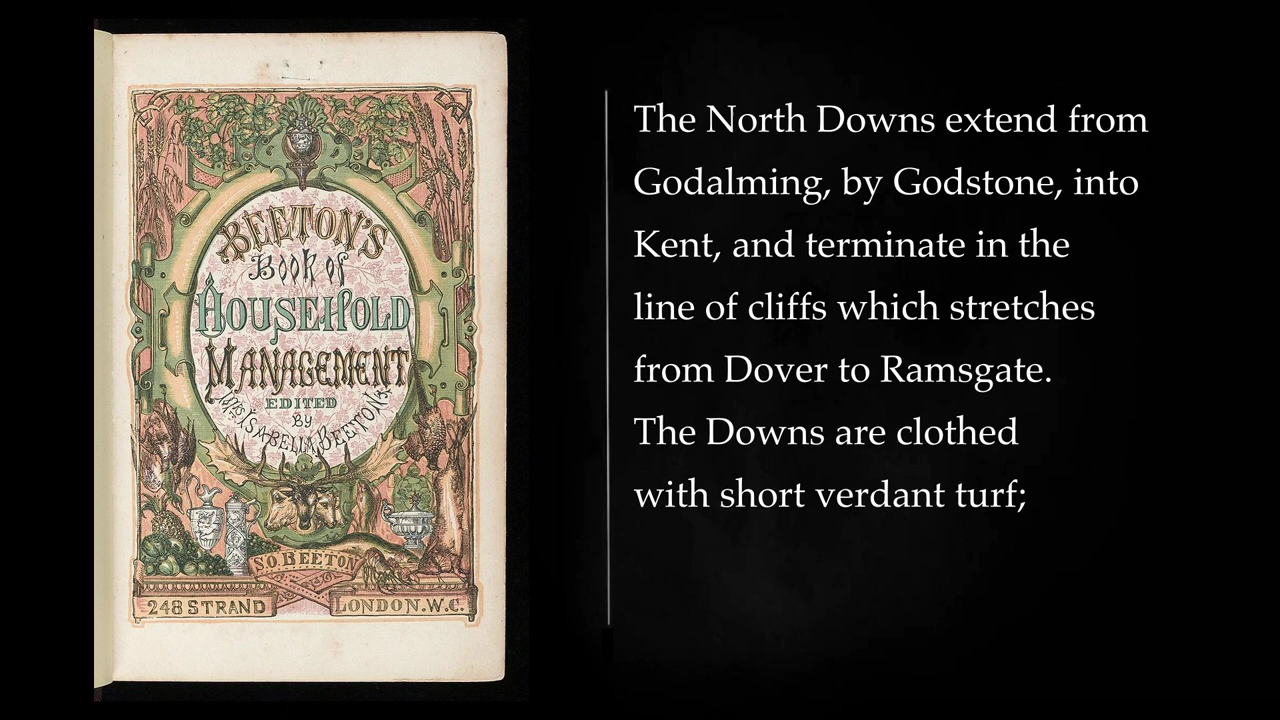 BEETON'S
Book of
HOUSEHOLD
MANAGEMENT
EDITED
BY
MRS ISABELLA BEETON
S.O. BEETON
248 STRAND
LONDON. W.C.
The North Downs extend from
Godalming, by Godstone, into
Kent, and terminate in the
line of cliffs which stretches
from Dover to Ramsgate.
The Downs are clothed
with short verdant turf;